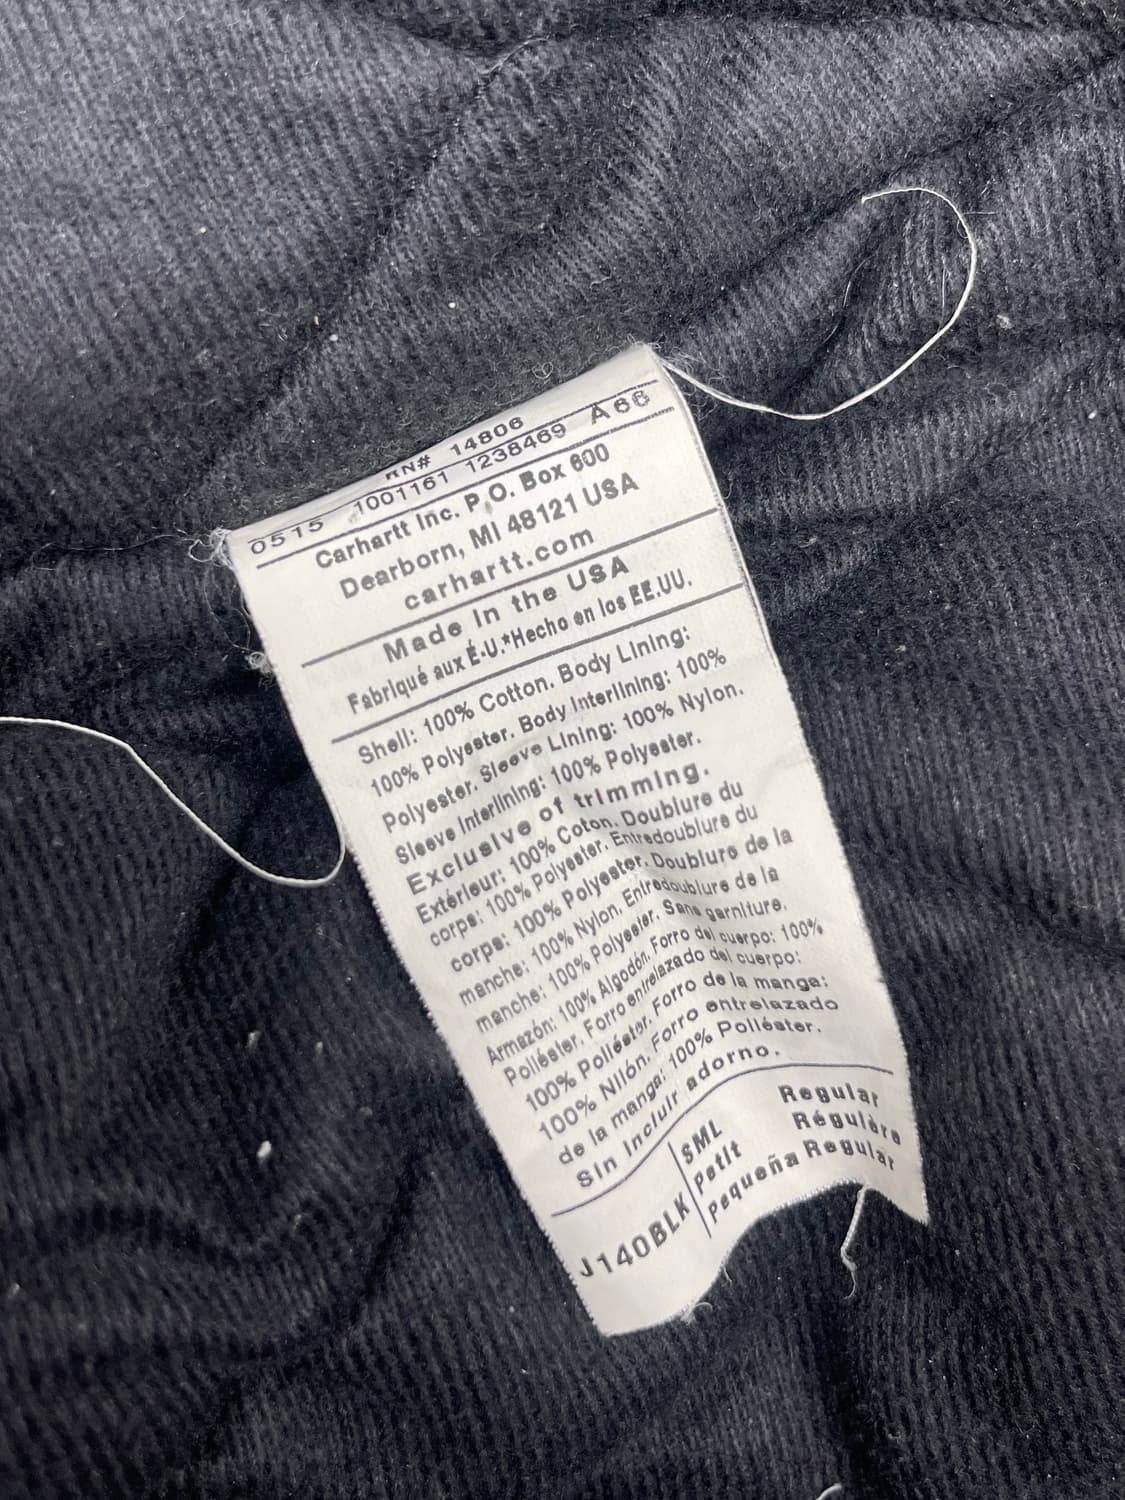 RN# 14806
0515 1001161 1238469 A66
Carhartt Inc. P.O. Box 600
Dearborn, MI 48121 USA
carhartt.com
Made In the USA
Fabriqué aux É.U.*Hecho en los EE.UU.
Shell: 100% Cotton. Body Lining:
100% Polyester. Body Interlining: 100%
Polyester. Sleeve Lining: 100% Nylon.
Sleeve Interlining: 100% Polyester.
Exclusive of trimming.
Extérieur: 100% Coton. Doublure du
corps: 100% Polyester. Entredoublure du
corps: 100% Polyester. Doublure de la
manche: 100% Nylon. Entredoublure de la
manche: 100% Polyester. Sans garniture.
Armazón: 100% Algodón. Forro del cuerpo: 100%
Poliéster. Forro entrelazado del cuerpo:
100% Poliéster. Forro de la manga:
100% Nilón. Forro entrelazado
de la manga: 100% Poliéster.
Sin Incluir adorno.
J140BLK
SML Regular
Petit Régulère
Pequeña Regular